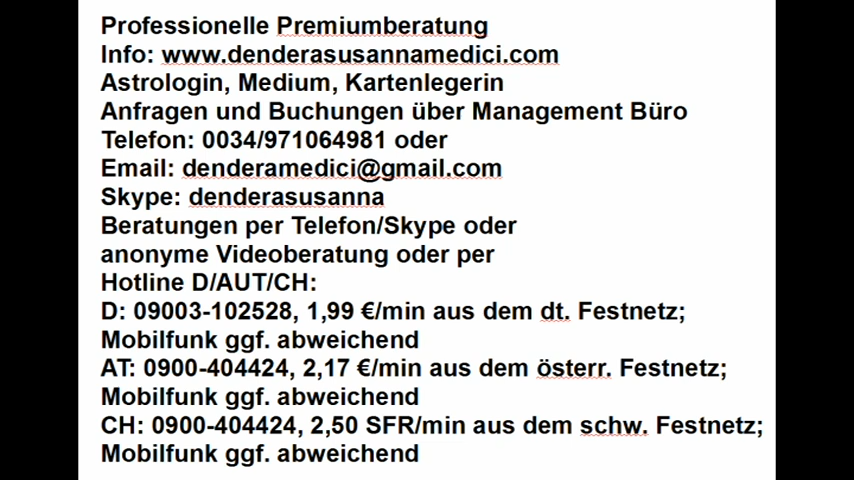 Professionelle Premiumberatung
Info: www.denderasusannamedici.com
Astrologin, Medium, Kartenlegerin
Anfragen und Buchungen über Management Büro
Telefon: 0034/971064981 oder
Email: denderamedici@gmail.com
Skype: denderasusanna
Beratungen per Telefon/Skype oder
anonyme Videoberatung oder per
Hotline D/AUT/CH:
D: 09003-102528, 1,99 €/min aus dem dt. Festnetz;
Mobilfunk ggf. abweichend
AT: 0900-404424, 2,17 €/min aus dem österr. Festnetz;
Mobilfunk ggf. abweichend
CH: 0900-404424, 2,50 SFR/min aus dem schw. Festnetz;
Mobilfunk ggf. abweichend